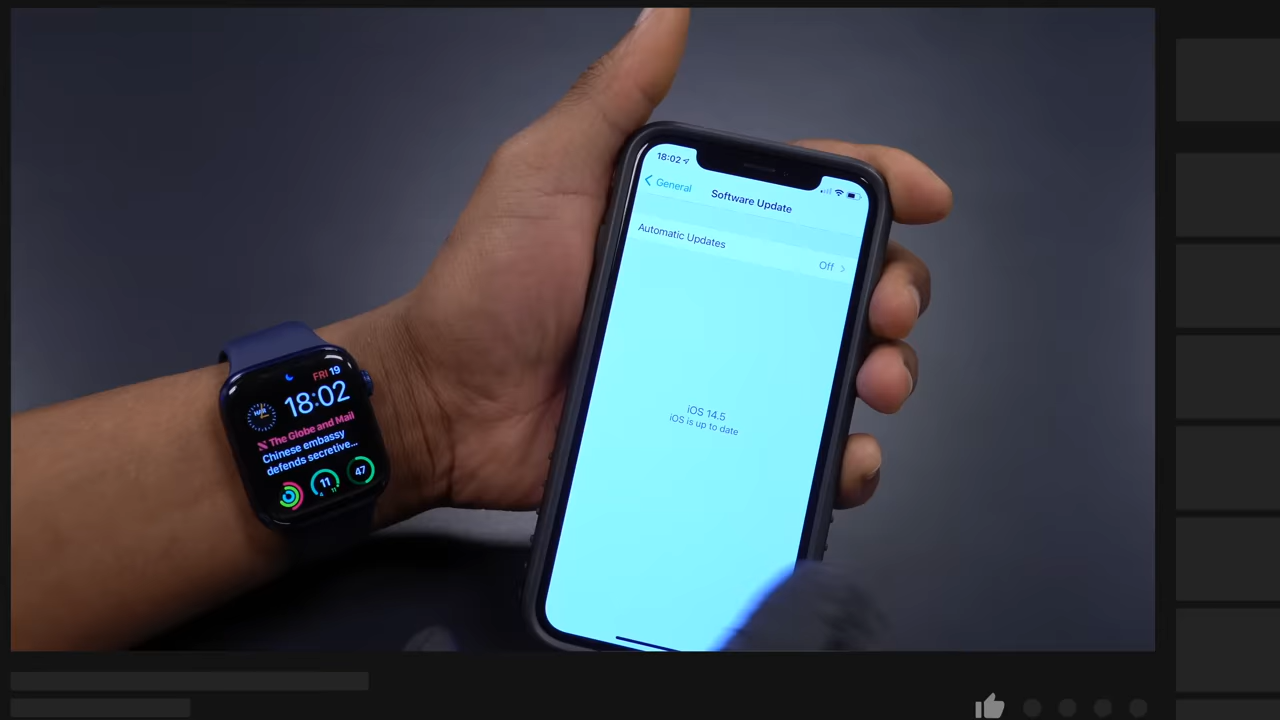 18:02
General
Software Update
Automatic Updates
Off
iOS 14.5
iOS is up to date
FRI 19
18:02
The Globe and Mail
Chinese embassy
defends secretive...
11
47